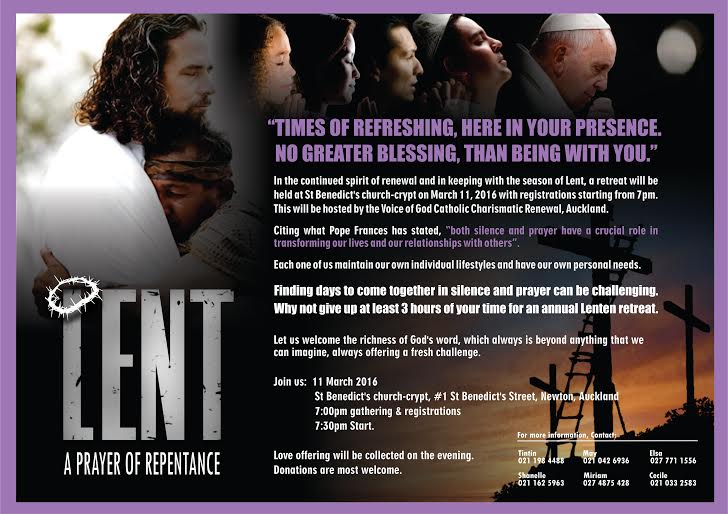 “TIMES OF REFRESHING, HERE IN YOUR PRESENCE.
NO GREATER BLESSING, THAN BEING WITH YOU.”
In the continued spirit of renewal and in keeping with the season of Lent, a retreat will be
held at St Benedict's church-crypt on March 11, 2016 with registrations starting from 7pm.
This will be hosted by the Voice of God Catholic Charismatic Renewal, Auckland.
Citing what Pope Frances has stated, “both silence and prayer have a crucial role in
transforming our lives and our relationships with others”.
Each one of us maintain our own individual lifestyles and have our own personal needs.
Finding days to come together in silence and prayer can be challenging.
Why not give up at least 3 hours of your time for an annual Lenten retreat.
Let us welcome the richness of God's word, which always is beyond anything that we
can imagine, always offering a fresh challenge.
Join us: 11 March 2016
St Benedict's church-crypt, #1 St Benedict's Street, Newton, Auckland
7:00pm gathering & registrations
7:30pm Start.
Love offering will be collected on the evening.
Donations are most welcome.
LENT
A PRAYER OF REPENTANCE
For more information, Contact:
Tintin May Elsa
021 198 4488 021 042 6936 027 771 1556
Shanelle Miriam Cecile
021 162 5963 027 4875 428 021 033 2583